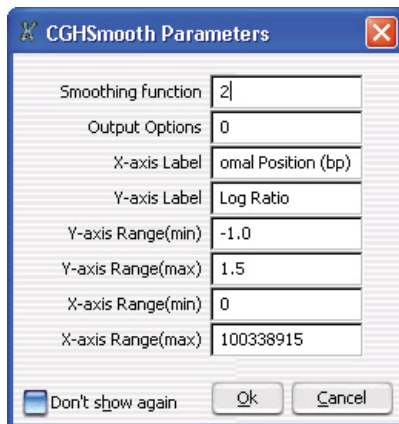 CGHSmooth Parameters
Smoothing function 2
Output Options 0
X-axis Label omal Position (bp)
Y-axis Label Log Ratio
Y-axis Range(min) -1.0
Y-axis Range(max) 1.5
X-axis Range(min) 0
X-axis Range(max) 100338915
Don't show again Ok Cancel